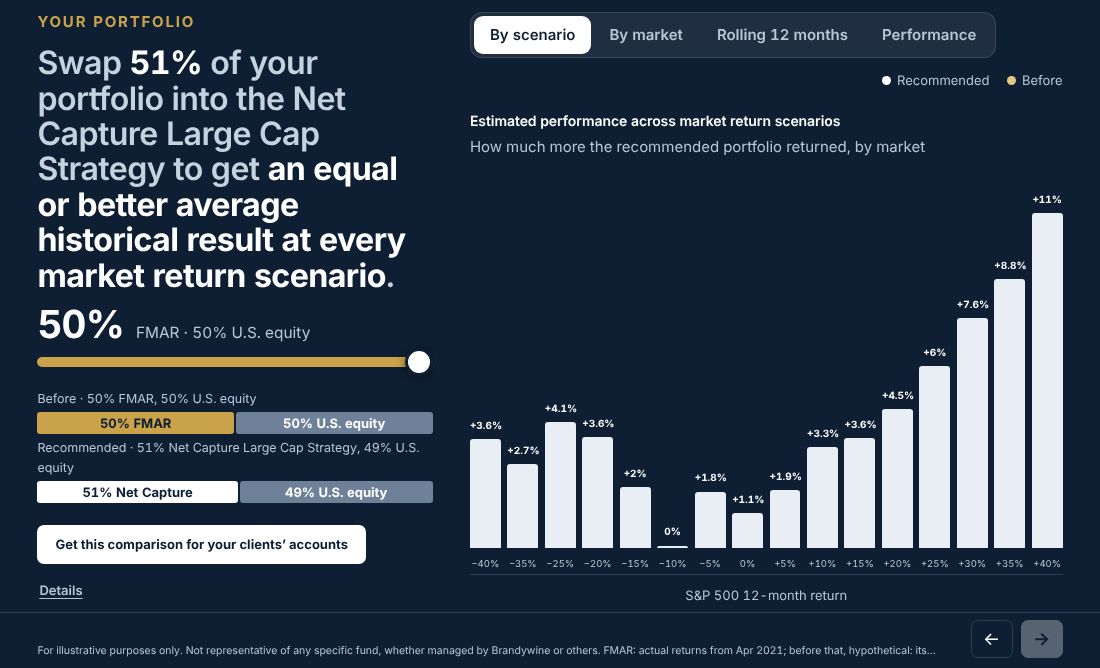 YOUR PORTFOLIO
Swap 51% of your
portfolio into the Net
Capture Large Cap
Strategy to get an equal
or better average
historical result at every
market return scenario.
50% FMAR · 50% U.S. equity
Before · 50% FMAR, 50% U.S. equity
50% FMAR 50% U.S. equity
Recommended · 51% Net Capture Large Cap Strategy, 49% U.S.
equity
51% Net Capture 49% U.S. equity
Get this comparison for your clients’ accounts
Details
By scenario By market Rolling 12 months Performance
Recommended Before
Estimated performance across market return scenarios
How much more the recommended portfolio returned, by market
+3.6% +2.7% +4.1% +3.6% +2% 0% +1.8% +1.1% +1.9% +3.3% +3.6% +4.5% +6% +7.6% +8.8% +11%
−40% −35% −25% −20% −15% −10% −5% 0% +5% +10% +15% +20% +25% +30% +35% +40%
S&P 500 12-month return
For illustrative purposes only. Not representative of any specific fund, whether managed by Brandywine or others. FMAR: actual returns from Apr 2021; before that, hypothetical: its…
← →